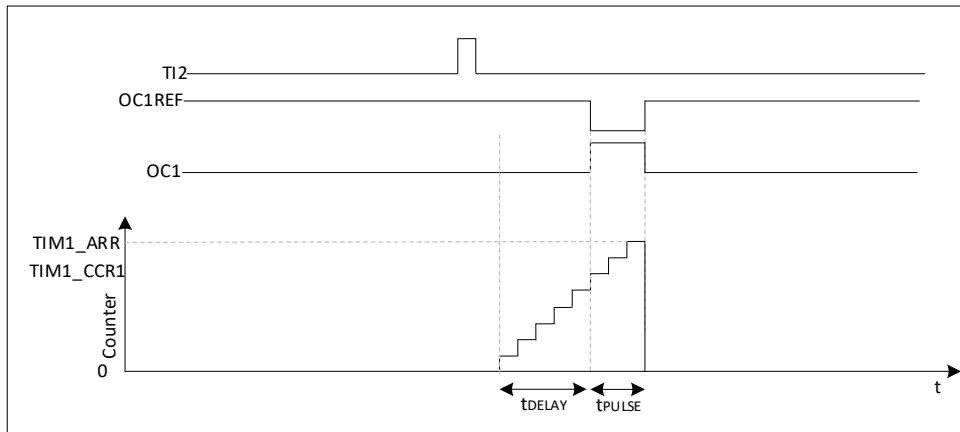 TI2
OC1REF
OC1
TIM1_ARR
TIM1_CCR1
Counter
0
t
tDELAY
tPULSE